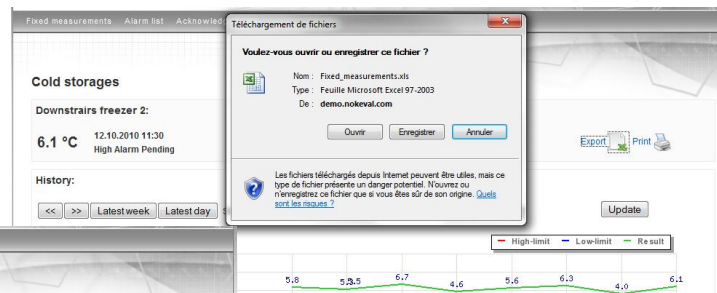 Fixed measurements Alarm list
Téléchargement de fichiers
Voulez-vous ouvrir ou enregistrer ce fichier ?
Nom : Fixed_measurements.xls
Type : Feuille Microsoft Excel 97-2003
De : demo.nokeval.com
Ouvrir Enregistrer Annuler
Les fichiers téléchargés depuis Internet peuvent être utiles, mais ce
type de fichier présente un danger potentiel. N'ouvrez ou
n'enregistrez ce fichier que si vous êtes sûr de son origine. Quels
sont les risques ?
Cold storages
Downstrairs freezer 2:
6.1 °C 12.10.2010 11:30
High Alarm Pending
Export Print
History:
<< >> Latest week Latest day Update
High-limit Low-limit Result
5.8 6.7 4.6 5.6 6.3 4.0 6.1